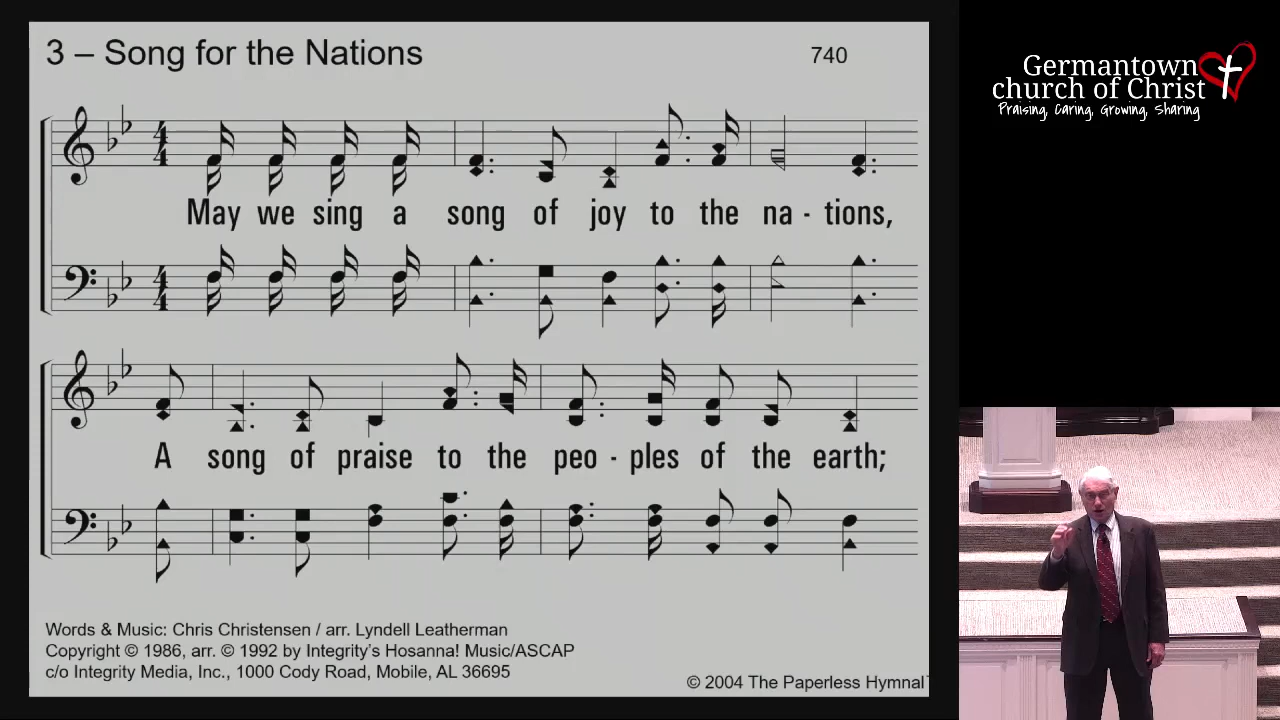 3 – Song for the Nations
740
May we sing a song of joy to the na - tions,
A song of praise to the peo - ples of the earth;
Words & Music: Chris Christensen / arr. Lyndell Leatherman
Copyright © 1986, arr. © 1992 by Integrity's Hosanna! Music/ASCAP
c/o Integrity Media, Inc., 1000 Cody Road, Mobile, AL 36695
© 2004 The Paperless Hymnal
Germantown
church of Christ
Praising, Caring, Growing, Sharing